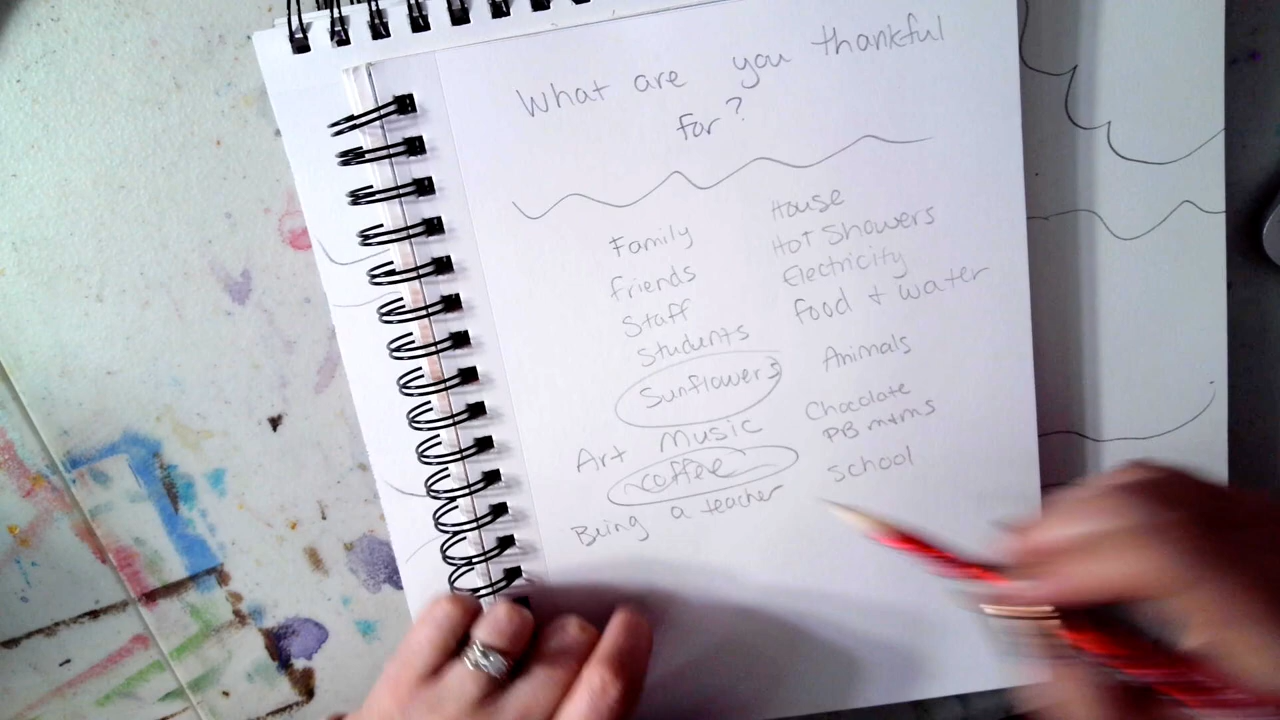 What are you thankful
for?
Family
friends
Staff
Students
Sunflowers
Art Music
coffee
Being a teacher
House
Hot Showers
Electricity
food + water
Animals
Chocolate
PB m+ms
school